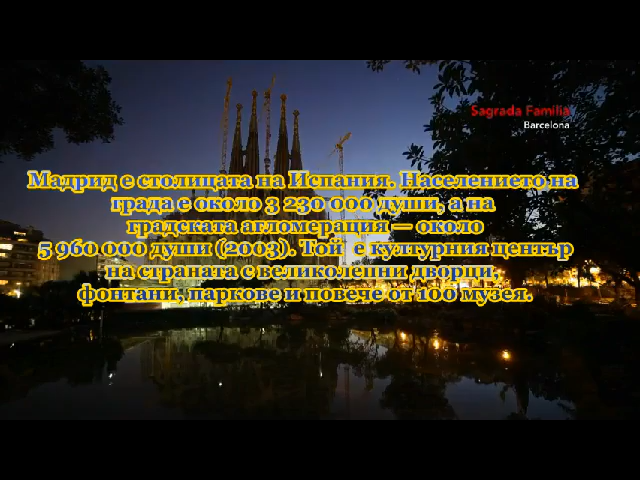 Sagrada Família
Barcelona
Мадрид е столицата на Испания. Населението на
града е около 3 230 000 души, а на
градската агломерация — около
5 960 000 души (2003). Той е културния център
на страната с великолепни дворци,
фонтани, паркове и повече от 100 музея.